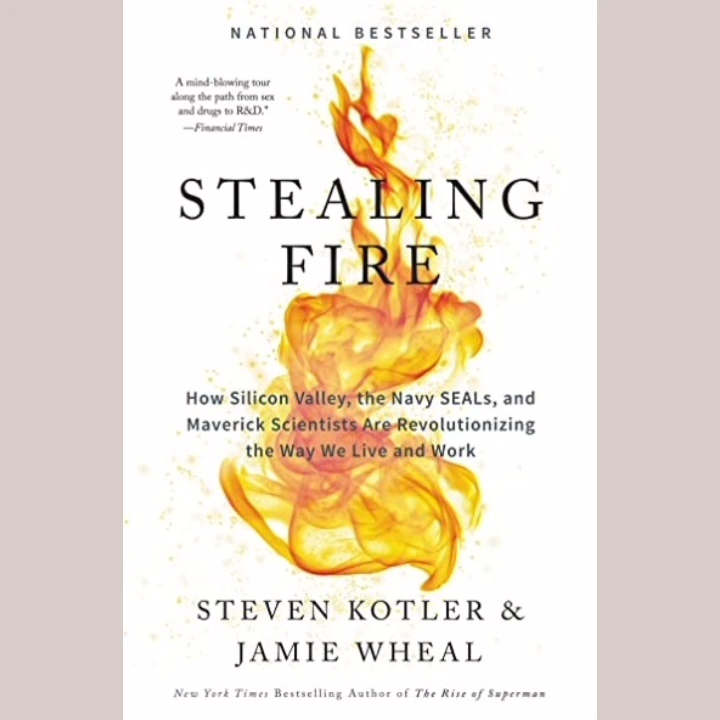 NATIONAL BESTSELLER
A mind-blowing tour
along the path from sex
and drugs to R&D."
—Financial Times
STEALING
FIRE
How Silicon Valley, the Navy SEALs, and
Maverick Scientists Are Revolutionizing
the Way We Live and Work
STEVEN KOTLER &
JAMIE WHEAL
New York Times Bestselling Author of The Rise of Superman